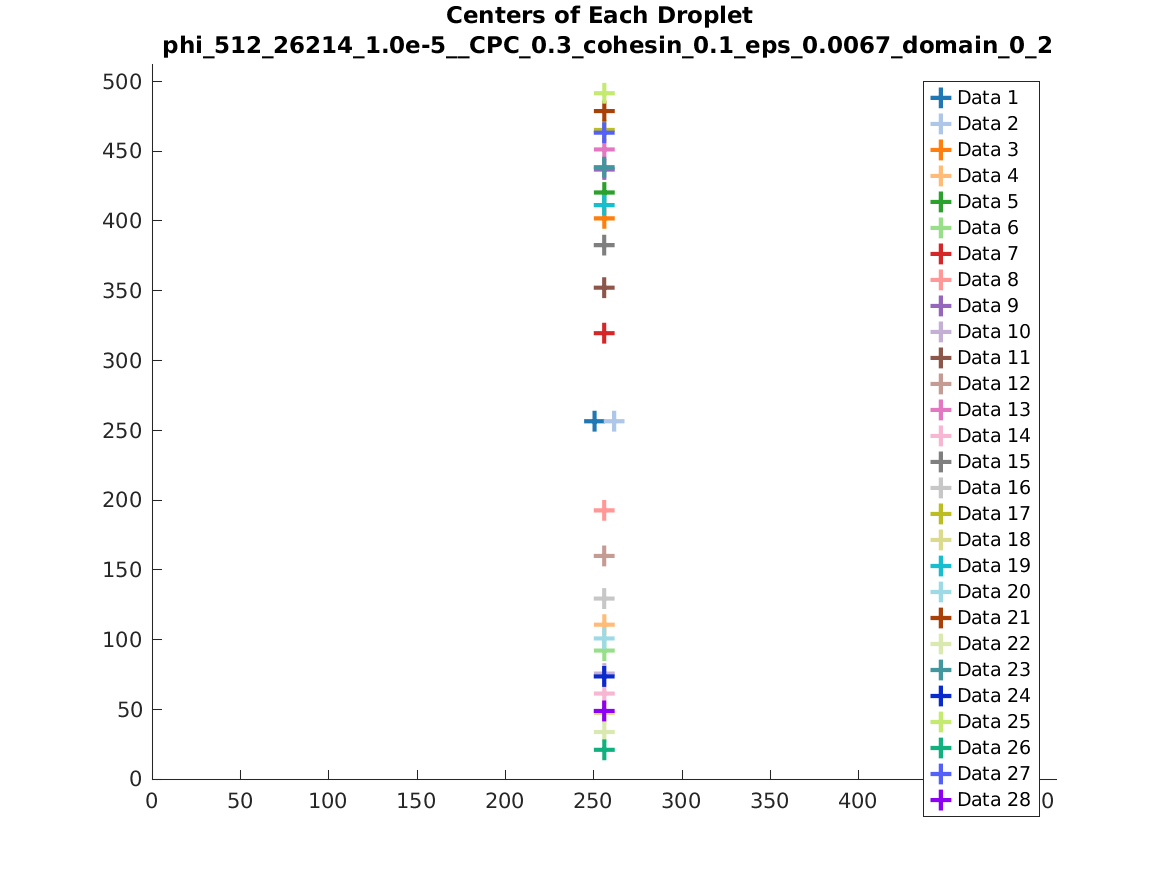 Centers of Each Droplet
phi_512_26214_1.0e-5__CPC_0.3_cohesin_0.1_eps_0.0067_domain_0_2
500
450
400
350
300
250
200
150
100
50
0
0 50 100 150 200 250 300 350 400 0
Data 1
Data 2
Data 3
Data 4
Data 5
Data 6
Data 7
Data 8
Data 9
Data 10
Data 11
Data 12
Data 13
Data 14
Data 15
Data 16
Data 17
Data 18
Data 19
Data 20
Data 21
Data 22
Data 23
Data 24
Data 25
Data 26
Data 27
Data 28